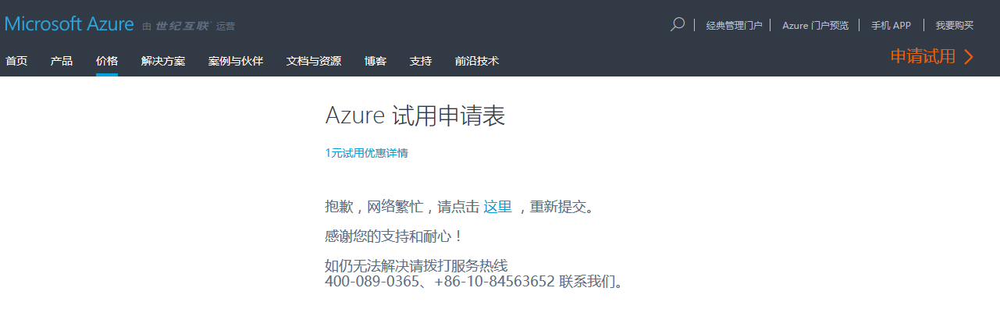 Microsoft Azure 由 世纪互联 运营
经典管理门户 | Azure 门户预览 | 手机 APP | 我要购买
首页 产品 价格 解决方案 案例与伙伴 文档与资源 博客 支持 前沿技术
申请试用
Azure 试用申请表
1元试用优惠详情
抱歉，网络繁忙，请点击 这里 ，重新提交。
感谢您的支持和耐心！
如仍无法解决请拨打服务热线
400-089-0365、+86-10-84563652 联系我们。